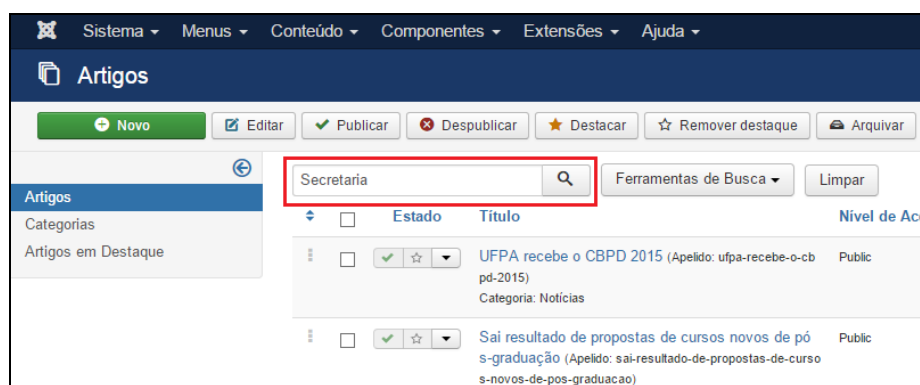 Sistema Menus Conteúdo Componentes Extensões Ajuda
Artigos
Novo Editar Publicar Despublicar Destacar Remover destaque Arquivar
Secretaria Ferramentas de Busca Limpar
Artigos
Categorias
Artigos em Destaque
Estado Título Nível de Ac
UFPA recebe o CBPD 2015 (Apelido: ufpa-recebe-o-cb Public
pd-2015)
Categoria: Notícias
Sai resultado de propostas de cursos novos de pó Public
s-graduação (Apelido: sai-resultado-de-propostas-de-curso
s-novos-de-pos-graduacao)